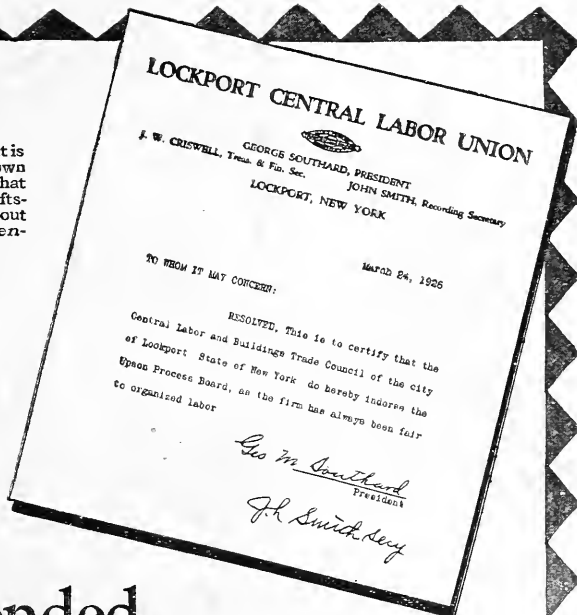 tis
own
hat
fts-
out
en-
LOCKPORT CENTRAL LABOR UNION
GEORGE SOUTHARD, PRESIDENT
J. W. CRISWELL, Treas. & Fin. Sec.
JOHN SMITH, Recording Secretary
LOCKPORT, NEW YORK
March 24, 1926
TO WHOM IT MAY CONCERN:
RESOLVED, This is to certify that the
Central Labor and Buildings Trade Council of the city
of Lockport State of New York do hereby indorse the
Upson Process Board, as the firm has always been fair
to organized labor
Geo M Southard
President
J.h Smith Secy
nded